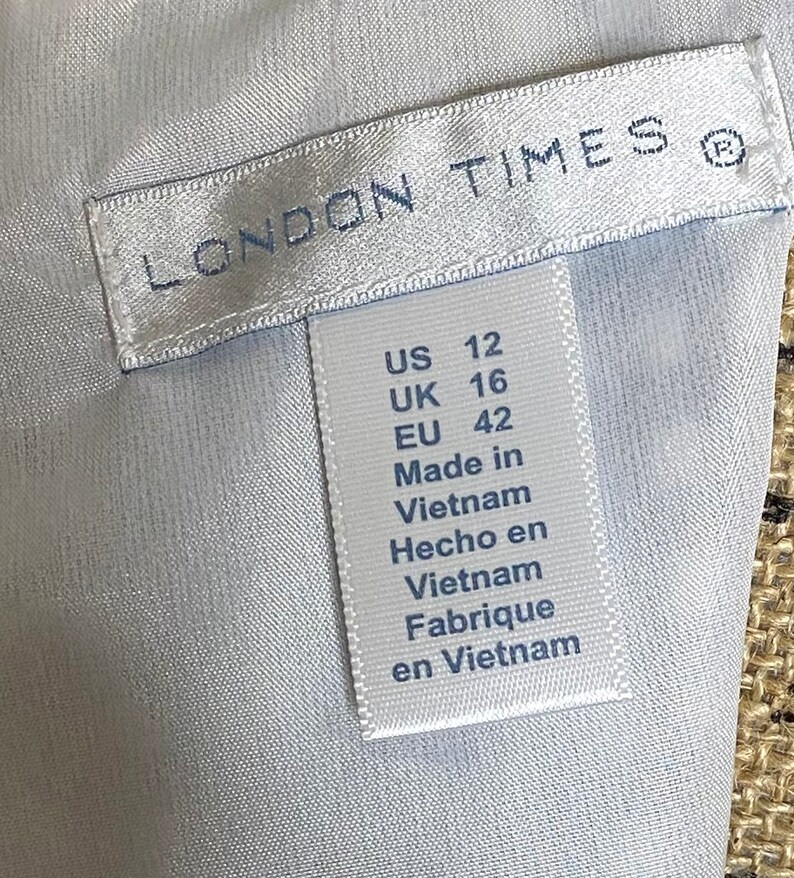 LONDON TIMES ®
US 12
UK 16
EU 42
Made in
Vietnam
Hecho en
Vietnam
Fabrique
en Vietnam